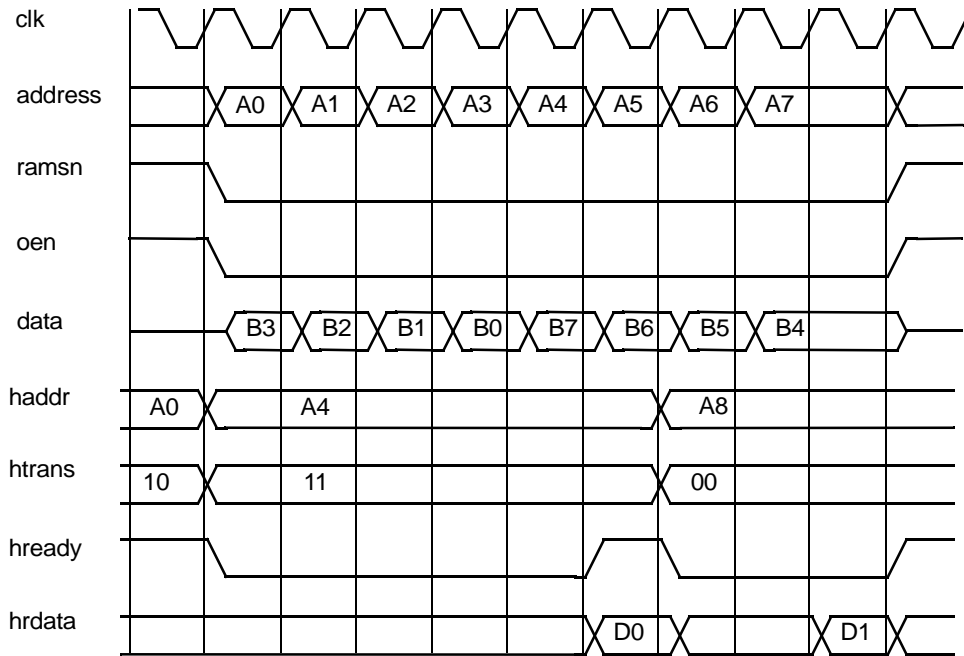 clk
address A0 A1 A2 A3 A4 A5 A6 A7
ramsn
oen
data B3 B2 B1 B0 B7 B6 B5 B4
haddr A0 A4 A8
htrans 10 11 00
hready
hrdata D0 D1